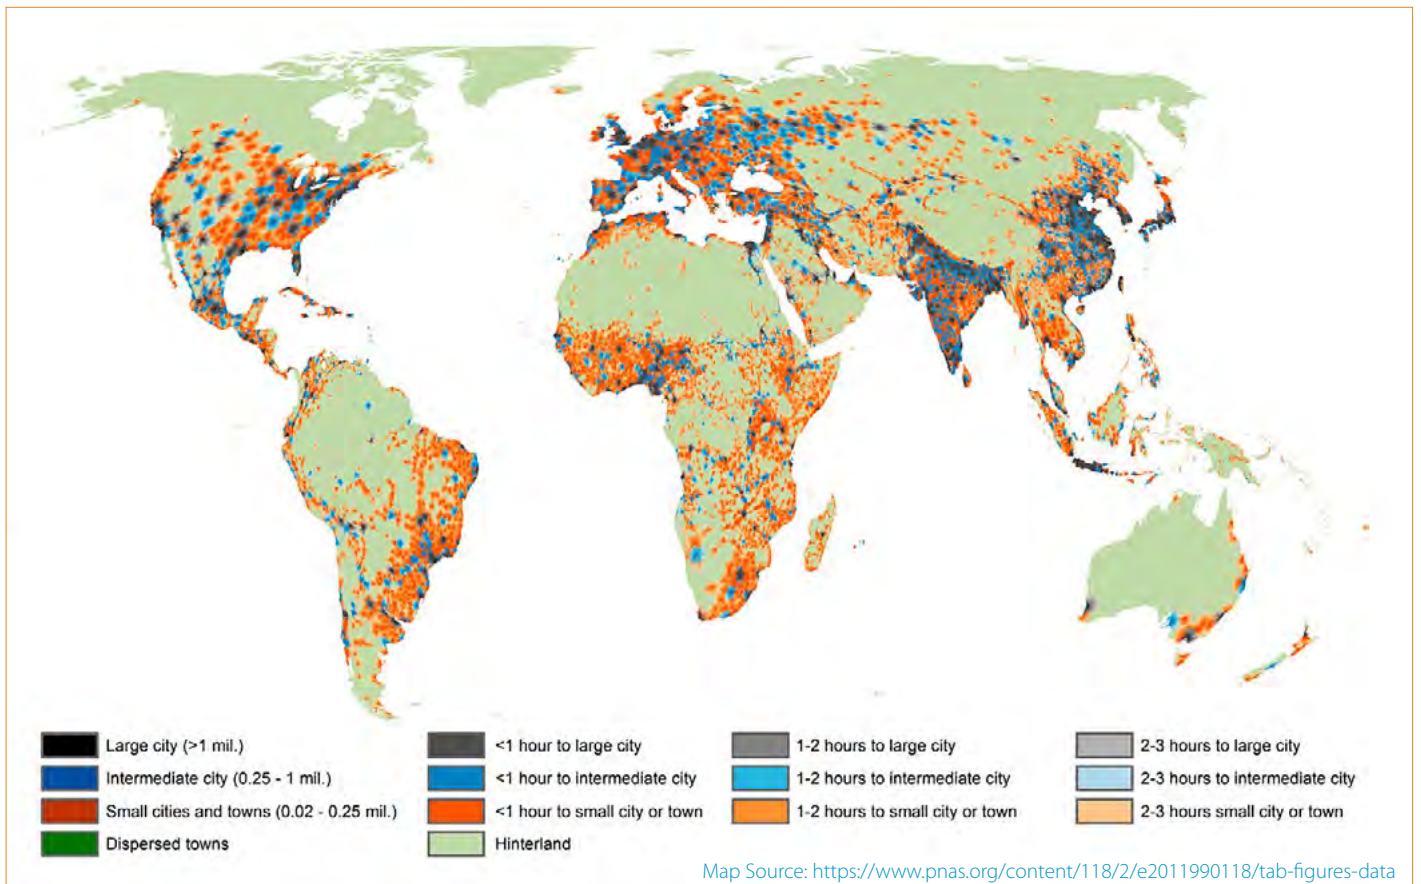 Large city (>1 mil.)
<1 hour to large city
1-2 hours to large city
2-3 hours to large city
Intermediate city (0.25 - 1 mil.)
<1 hour to intermediate city
1-2 hours to intermediate city
2-3 hours to intermediate city
Small cities and towns (0.02 - 0.25 mil.)
<1 hour to small city or town
1-2 hours to small city or town
2-3 hours small city or town
Dispersed towns
Hinterland
Map Source: https://www.pnas.org/content/118/2/e2011990118/tab-figures-data